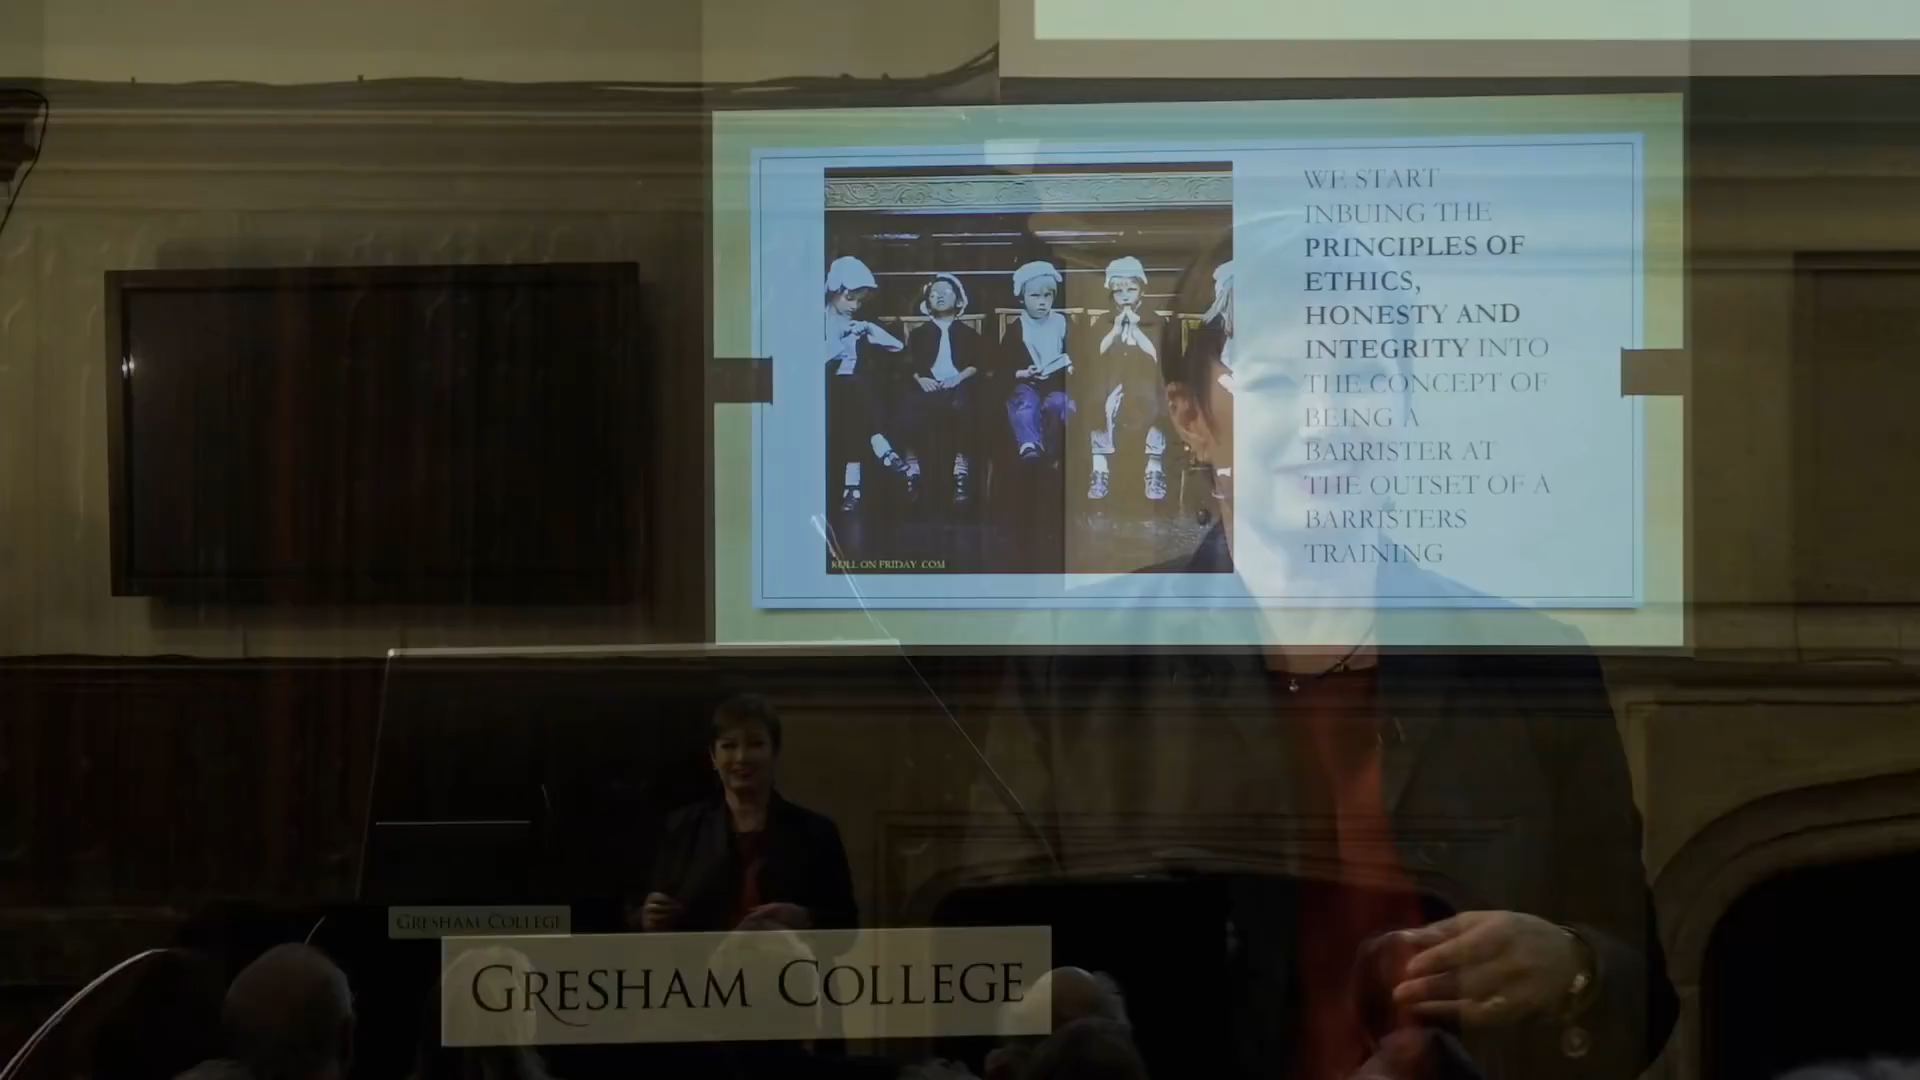 WE START
INBUING THE
PRINCIPLES OF
ETHICS,
HONESTY AND
INTEGRITY INTO
THE CONCEPT OF
BEING A
BARRISTER AT
THE OUTSET OF A
BARRISTERS
TRAINING
ROLL ON FRIDAY .COM
GRESHAM COLLEGE
GRESHAM COLLEGE